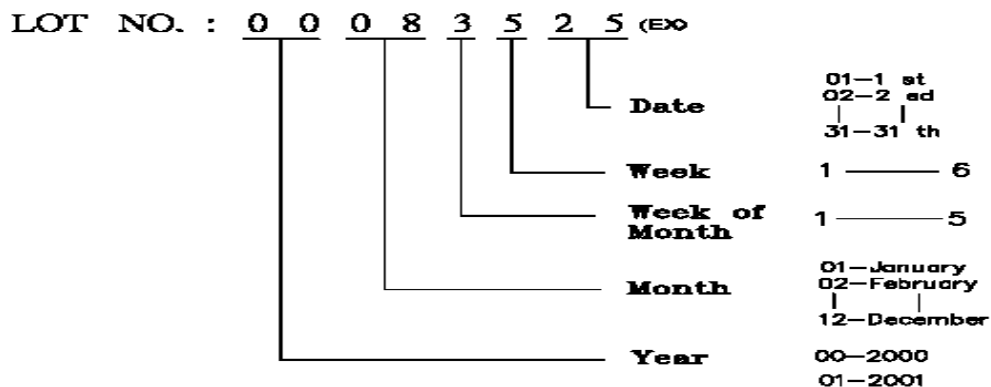 LOT NO. : 0 0 0 8 3 5 2 5 (EX)
Date
01-1 st
02-2 ed
31-31 th
Week 1 6
Week of
Month
1 5
Month
01-January
02-February
12-December
Year
00-2000
01-2001